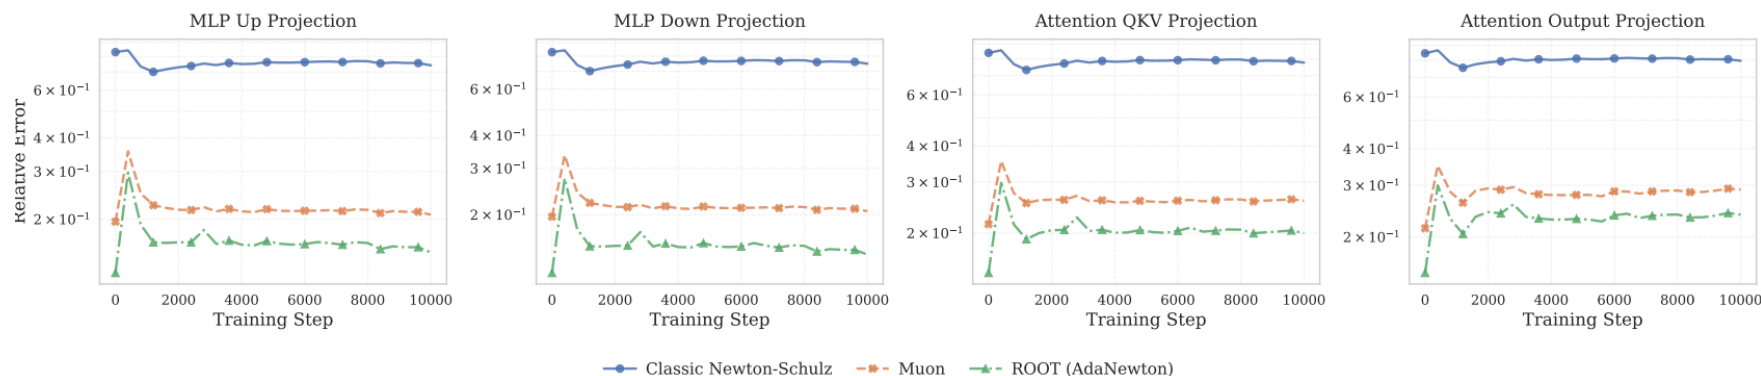 MLP Up Projection
MLP Down Projection
Attention QKV Projection
Attention Output Projection
Relative Error
6 × 10⁻¹
4 × 10⁻¹
3 × 10⁻¹
2 × 10⁻¹
0 2000 4000 6000 8000 10000
Training Step
6 × 10⁻¹
4 × 10⁻¹
3 × 10⁻¹
2 × 10⁻¹
0 2000 4000 6000 8000 10000
Training Step
6 × 10⁻¹
4 × 10⁻¹
3 × 10⁻¹
2 × 10⁻¹
0 2000 4000 6000 8000 10000
Training Step
6 × 10⁻¹
4 × 10⁻¹
3 × 10⁻¹
2 × 10⁻¹
0 2000 4000 6000 8000 10000
Training Step
Classic Newton-Schulz Muon ROOT (AdaNewton)